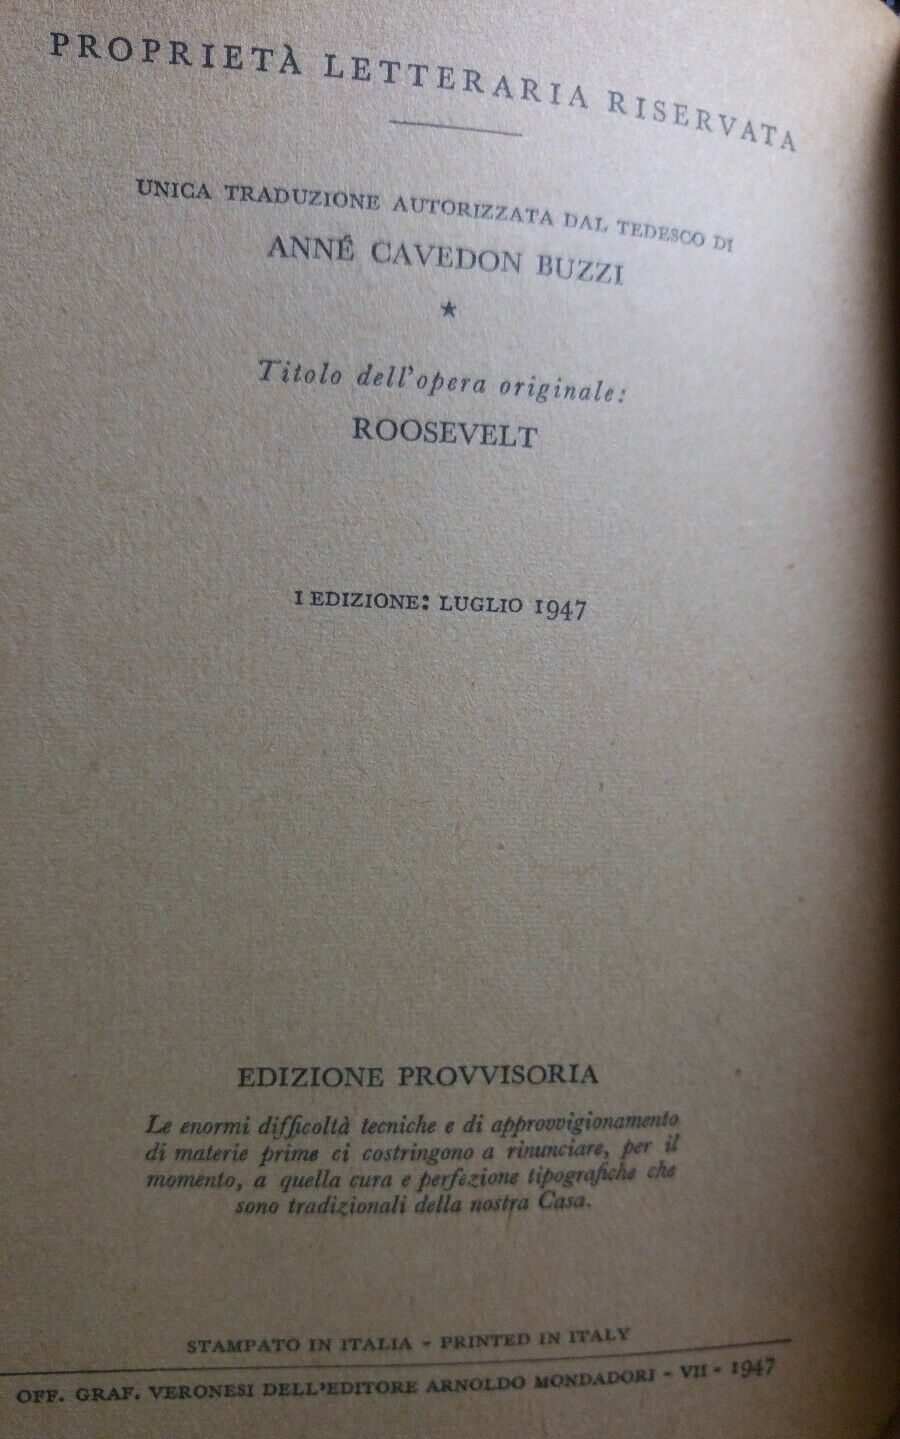 PROPRIETÀ LETTERARIA RISERVATA
UNICA TRADUZIONE AUTORIZZATA DAL TEDESCO DI
ANNÉ CAVEDON BUZZI
★
Titolo dell'opera originale:
ROOSEVELT
I EDIZIONE: LUGLIO 1947
EDIZIONE PROVVISORIA
Le enormi difficoltà tecniche e di approvvigionamento
di materie prime ci costringono a rinunciare, per il
momento, a quella cura e perfezione tipografiche che
sono tradizionali della nostra Casa.
STAMPATO IN ITALIA - PRINTED IN ITALY
OFF. GRAF. VERONESI DELL'EDITORE ARNOLDO MONDADORI - VII - 1947